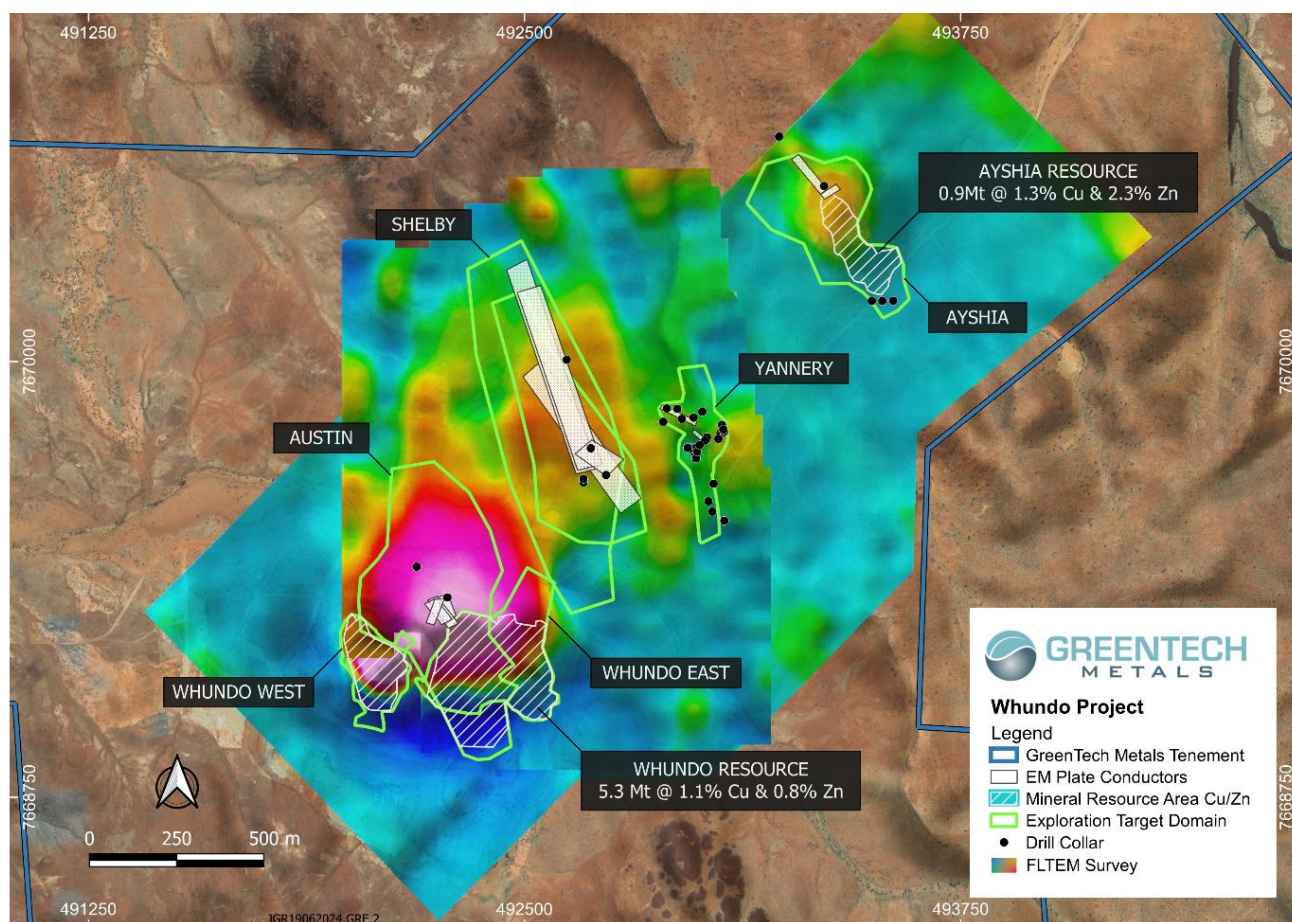 491250
492500
493750
AYSHIA RESOURCE
0.9Mt @ 1.3% Cu & 2.3% Zn
SHELBY
AYSHIA
7670000
7670000
YANNERY
AUSTIN
WHUNDO WEST
WHUNDO EAST
WHUNDO RESOURCE
5.3 Mt @ 1.1% Cu & 0.8% Zn
7668750
7668750
0 250 500 m
GREENTECH
METALS
Whundo Project
Legend
GreenTech Metals Tenement
EM Plate Conductors
Mineral Resource Area Cu/Zn
Exploration Target Domain
Drill Collar
FLTEM Survey
491250
JGR19062024 GRE 2
492500
493750